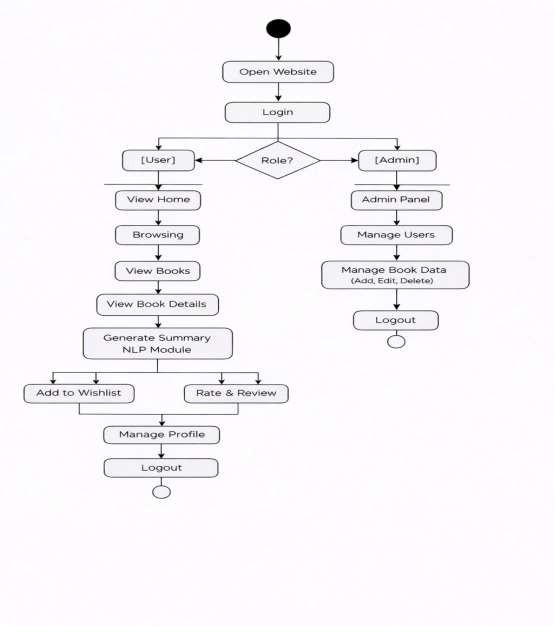 Open Website
Login
[User]
Role?
[Admin]
View Home
Browsing
View Books
View Book Details
Generate Summary
NLP Module
Add to Wishlist
Rate & Review
Manage Profile
Logout
Admin Panel
Manage Users
Manage Book Data
(Add, Edit, Delete)
Logout